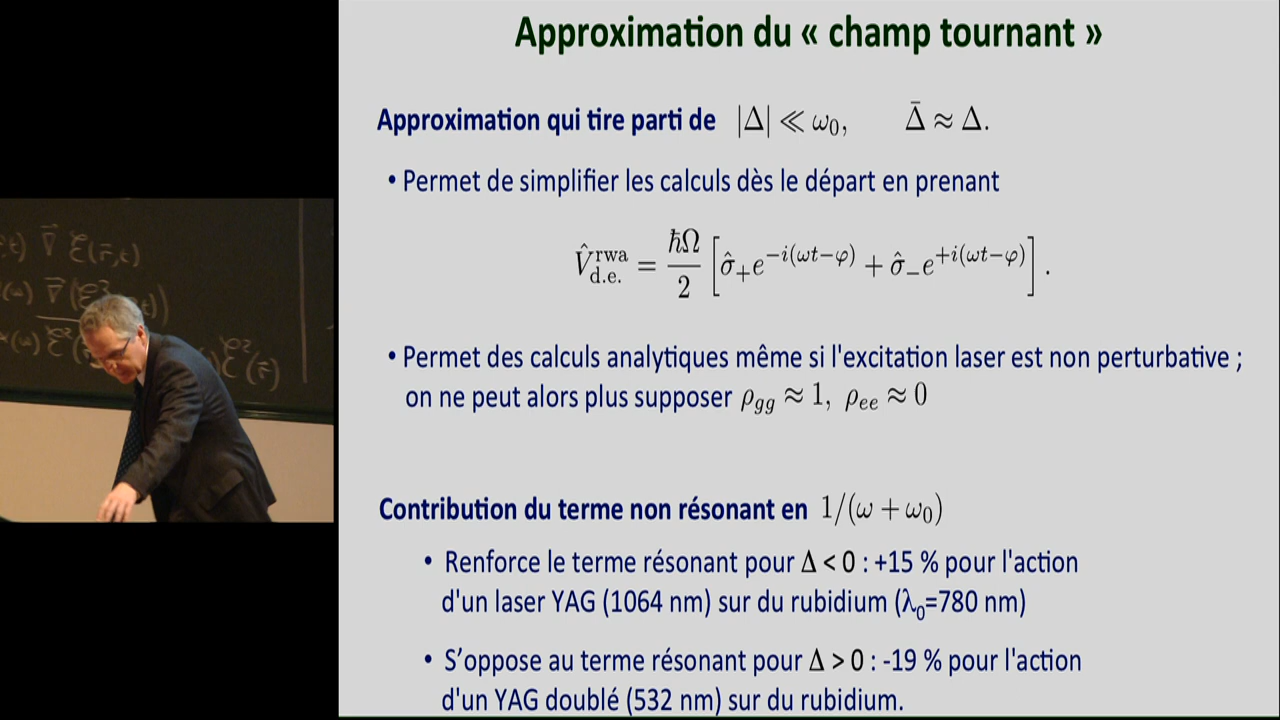 Approximation du « champ tournant »
Approximation qui tire parti de |Δ| ≪ ω₀, Δ̄ ≈ Δ.
• Permet de simplifier les calculs dès le départ en prenant
V̂ᵈ·ᵉ·ʳʷᵃ = ħΩ/2 [σ̂₊e^{-i(ωt-φ)} + σ̂₋e^{+i(ωt-φ)}].
• Permet des calculs analytiques même si l'excitation laser est non perturbative ;
on ne peut alors plus supposer ρgg ≈ 1, ρee ≈ 0
Contribution du terme non résonant en 1/(ω + ω₀)
• Renforce le terme résonant pour Δ < 0 : +15 % pour l'action
d'un laser YAG (1064 nm) sur du rubidium (λ₀=780 nm)
• S’oppose au terme résonant pour Δ > 0 : -19 % pour l'action
d'un YAG doublé (532 nm) sur du rubidium.